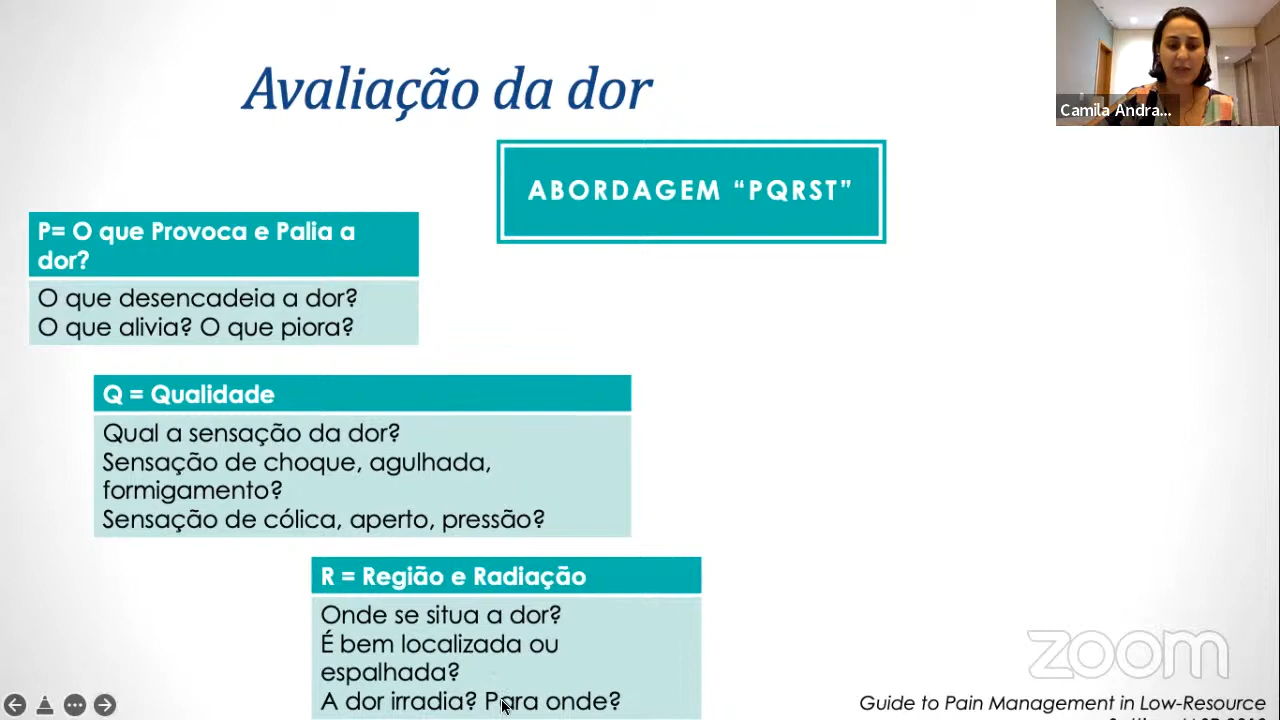 Avaliação da dor
Camila Andra...
ABORDAGEM “PQRST”
P= O que Provoca e Palia a
dor?
O que desencadeia a dor?
O que alivia? O que piora?
Q = Qualidade
Qual a sensação da dor?
Sensação de choque, agulhada,
formigamento?
Sensação de cólica, aperto, pressão?
R = Região e Radiação
Onde se situa a dor?
É bem localizada ou
espalhada?
A dor irradia? Para onde?
zoom
Guide to Pain Management in Low-Resource